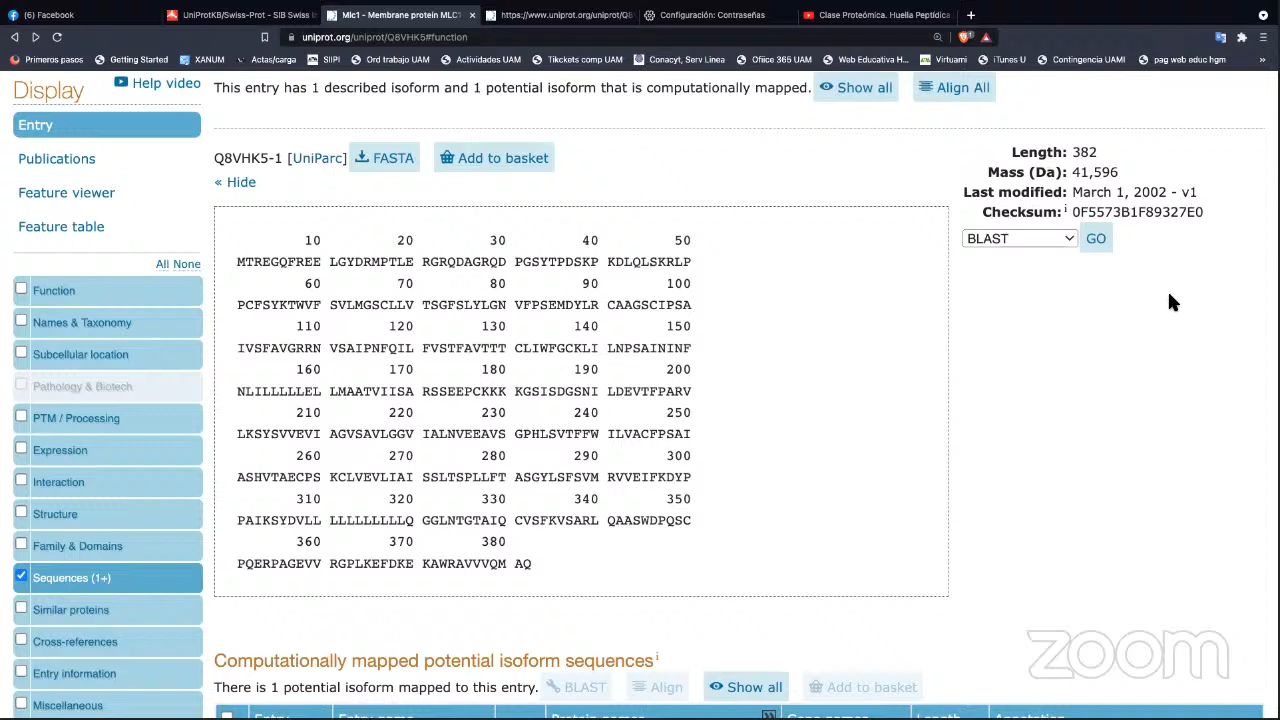 (6) Facebook
UniProtKB/Swiss-Prot - SIB Swiss I
Mlc1 - Membrane protein MLC1
https://www.uniprot.org/uniprot/Q8V
Configuración: Contraseñas
Clase Proteómica. Huella Peptídica
uniprot.org/uniprot/Q8VHK5#function
Primeros pasos
Getting Started
XANUM
Actas/carga
SIIPI
Ord trabajo UAM
Actividades UAM
Tikckets comp UAM
Conacyt, Serv Linea
Ofiice 365 UAM
Web Educativa H...
Virtuami
iTunes U
Contingencia UAMI
pag web educ hgm
Display
Help video
Entry
Publications
Feature viewer
Feature table
All None
Function
Names & Taxonomy
Subcellular location
Pathology & Biotech
PTM / Processing
Expression
Interaction
Structure
Family & Domains
Sequences (1+)
Similar proteins
Cross-references
Entry information
Miscellaneous
This entry has 1 described isoform and 1 potential isoform that is computationally mapped.
Show all
Align All
Q8VHK5-1 [UniParc]
FASTA
Add to basket
« Hide
10 20 30 40 50
MTREGQFREE LGYDRMPTLE RGRQDAGRQD PGSYTPDSKP KDLQLSKRLP
60 70 80 90 100
PCFSYKTWVF SVLMGSCLLV TSGFSLYLGN VFPSEMDYLR CAAGSCIPSA
110 120 130 140 150
IVSFAVGRRN VSAIPNFQIL FVSTFAVTTT CLIWFGCKLI LNPSAININF
160 170 180 190 200
NLILLLLLEL LMAATVIISA RSSEEPCKKK KGSISDGSNI LDEVTFPARV
210 220 230 240 250
LKSYSVVEVI AGVSAVLGGV IALNVEEAVS GPHLSVTFFW ILVACFPSAI
260 270 280 290 300
ASHVTAECPS KCLVEVLIAI SSLTSPLLFT ASGYLSFSVM RVVEIFKDYP
310 320 330 340 350
PAIKSYDVLL LLLLLLLLLQ GGLNTGTAIQ CVSFKVSARL QAASWDPQSC
360 370 380
PQERPAGEVV RGPLKEFDKE KAWRAVVVQM AQ
Length: 382
Mass (Da): 41,596
Last modified: March 1, 2002 - v1
Checksum: i 0F5573B1F89327E0
BLAST
GO
Computationally mapped potential isoform sequences i
There is 1 potential isoform mapped to this entry.
BLAST
Align
Show all
Add to basket
Entry
Entry name
Protein names
Gene names
Length
Annotation
zoom